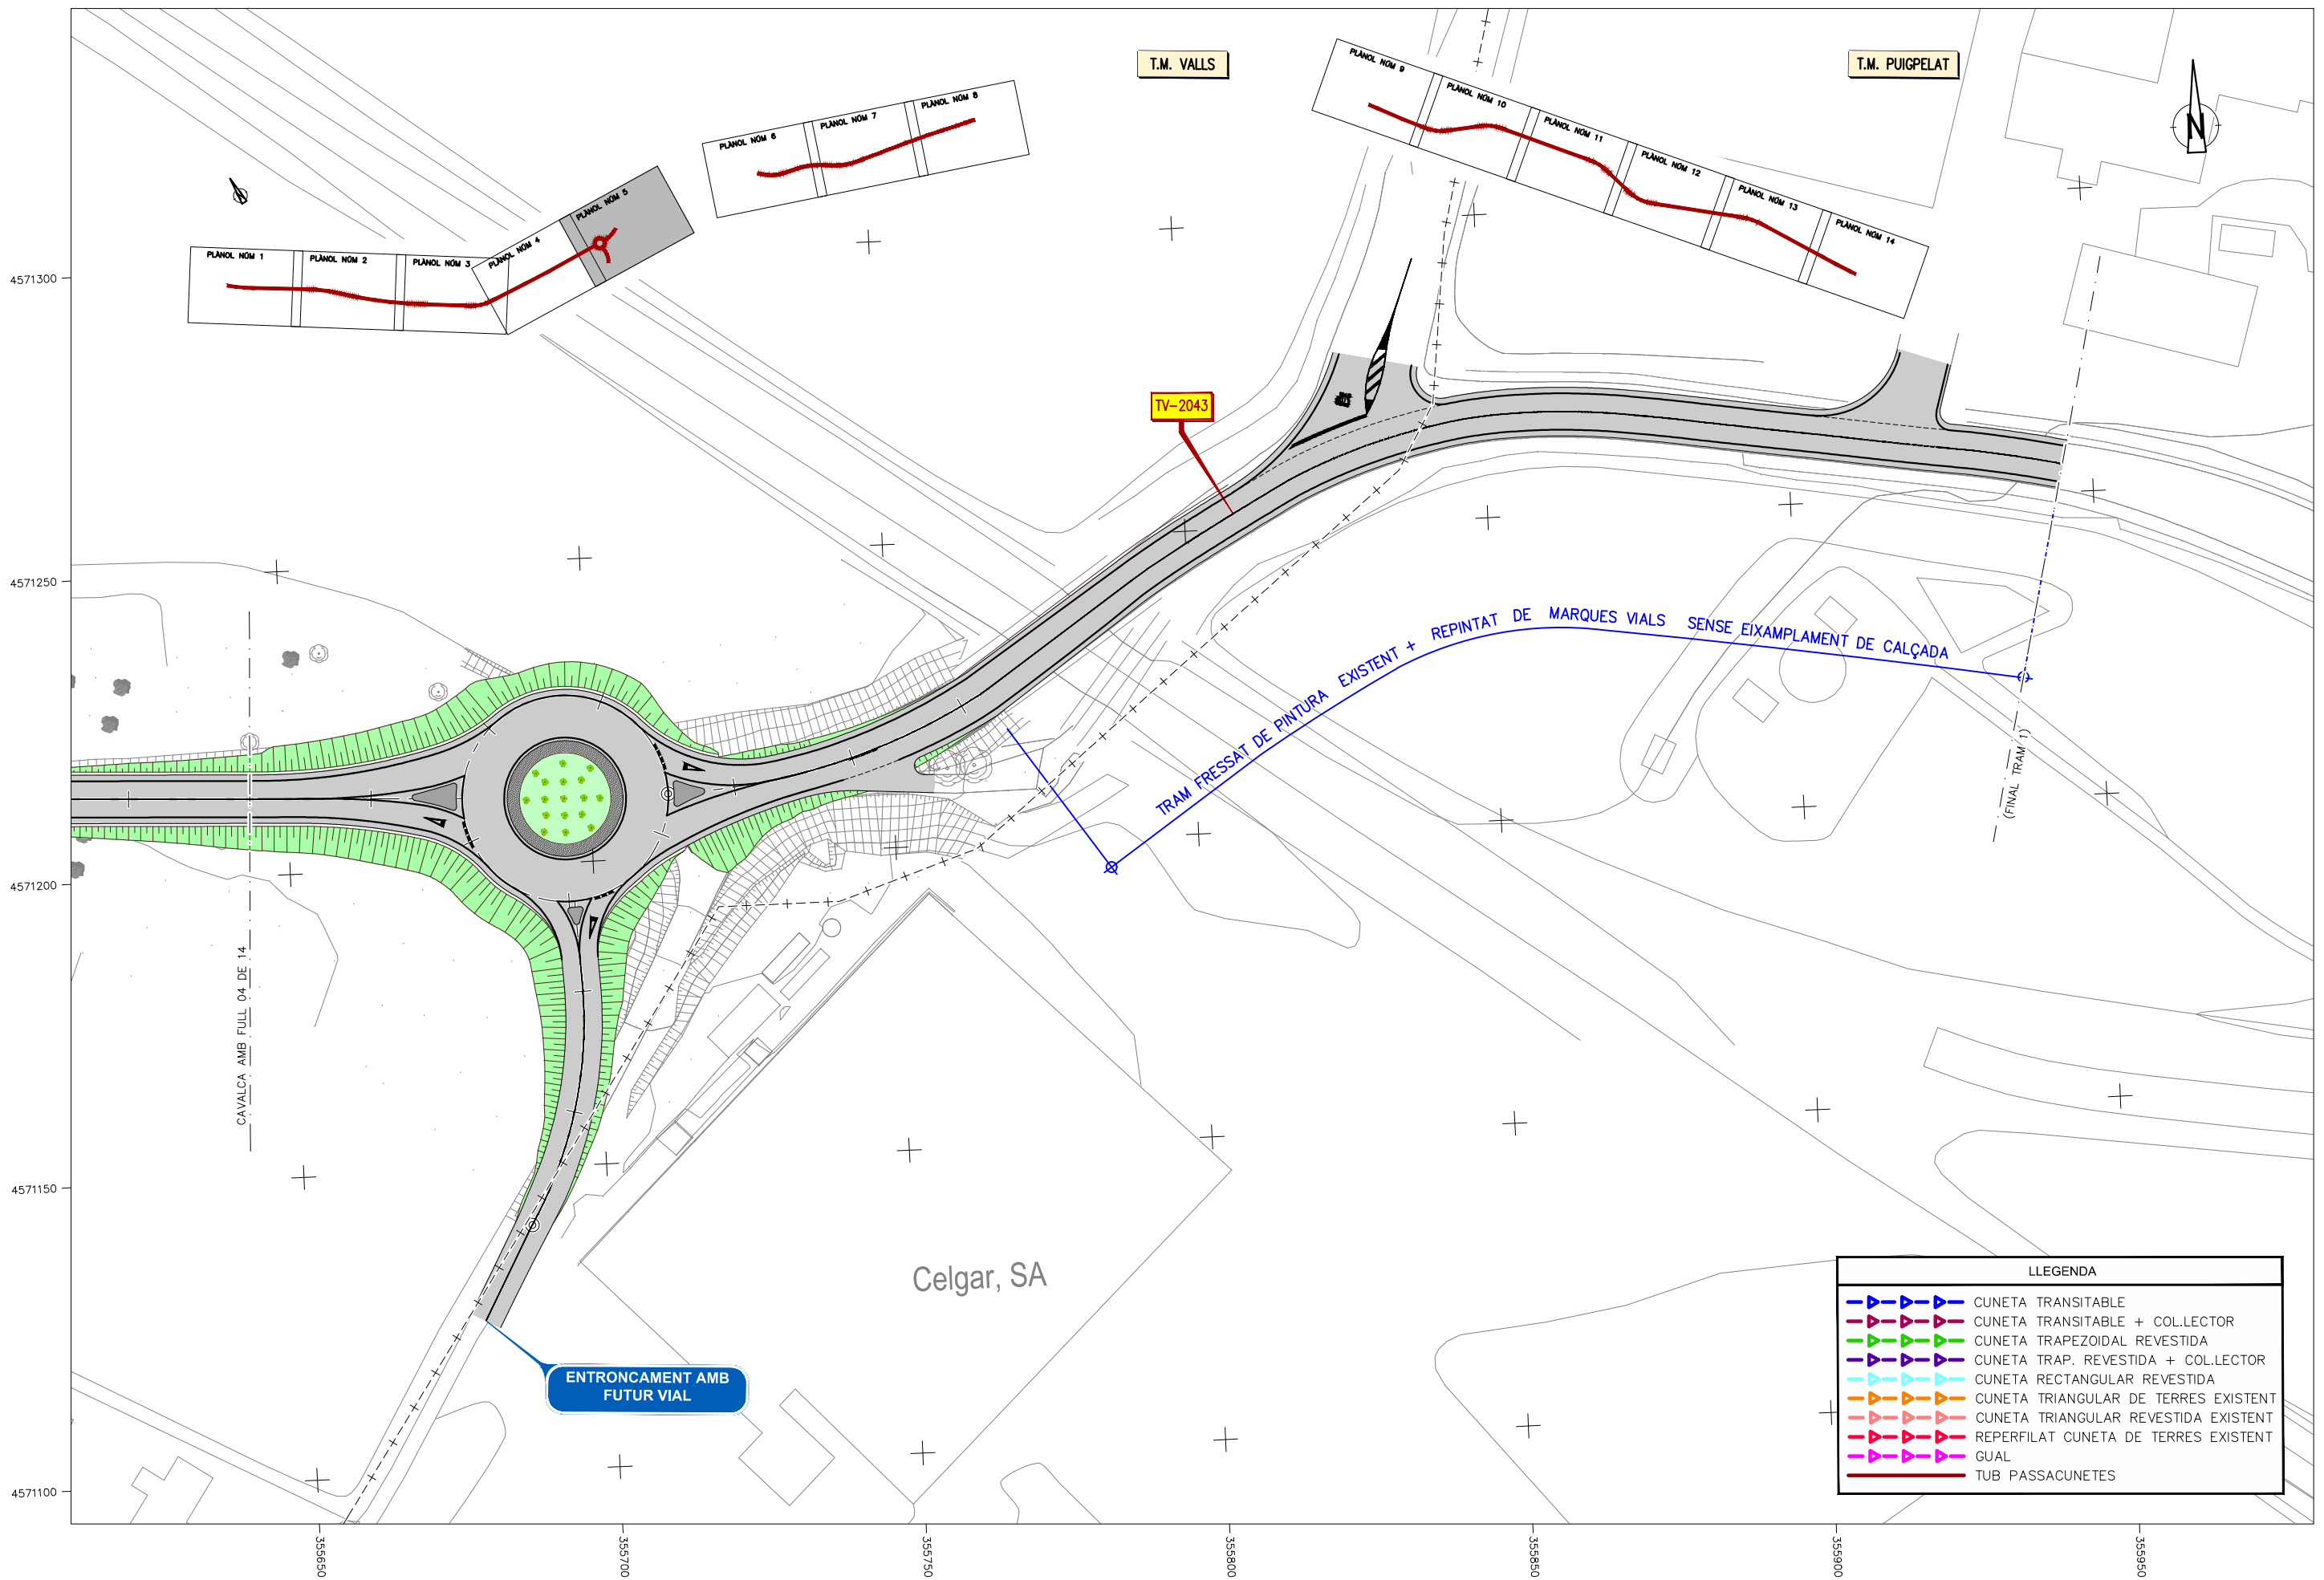 T.M. VALLS
T.M. PUIGPELAT
N
PLÀNOL NÚM 1
PLÀNOL NÚM 2
PLÀNOL NÚM 3
PLÀNOL NÚM 4
PLÀNOL NÚM 5
PLÀNOL NÚM 6
PLÀNOL NÚM 7
PLÀNOL NÚM 8
PLÀNOL NÚM 9
PLÀNOL NÚM 10
PLÀNOL NÚM 11
PLÀNOL NÚM 12
PLÀNOL NÚM 13
PLÀNOL NÚM 14
4571300
4571250
4571200
4571150
4571100
TV-2043
TRAM FRESSAT DE PINTURA EXISTENT + REPINTAT DE MARQUES VIALS SENSE EIXAMPLAMENT DE CALÇADA
(FINAL TRAM 1)
CAVALCA AMB FULL 04 DE 14
Celgar, SA
ENTRONCAMENT AMB
FUTUR VIAL
LLEGENDA
CUNETA TRANSITABLE
CUNETA TRANSITABLE + COL.LECTOR
CUNETA TRAPEZOIDAL REVESTIDA
CUNETA TRAP. REVESTIDA + COL.LECTOR
CUNETA RECTANGULAR REVESTIDA
CUNETA TRIANGULAR DE TERRES EXISTENT
CUNETA TRIANGULAR REVESTIDA EXISTENT
REPERFILAT CUNETA DE TERRES EXISTENT
GUAL
TUB PASSACUNETES
355650
355700
355750
355800
355850
355900
355950